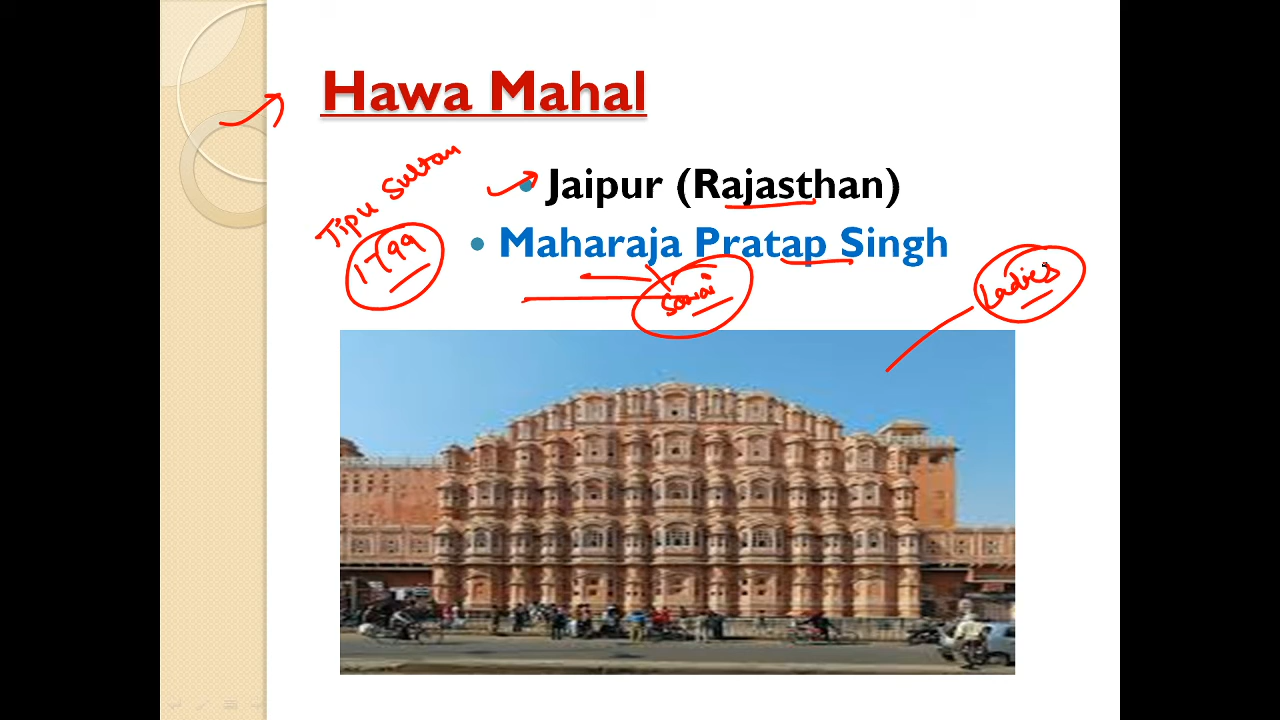 Hawa Mahal
Tipu Sultan
Jaipur (Rajasthan)
1799
Maharaja Pratap Singh
Sawai
Ladies